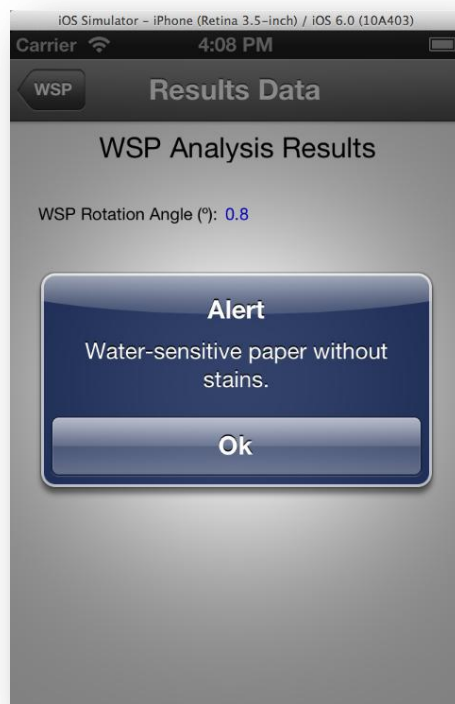 iOS Simulator - iPhone (Retina 3.5-inch) / iOS 6.0 (10A403)
Carrier 4:08 PM
WSP Results Data
WSP Analysis Results
WSP Rotation Angle (º): 0.8
Alert
Water-sensitive paper without
stains.
Ok